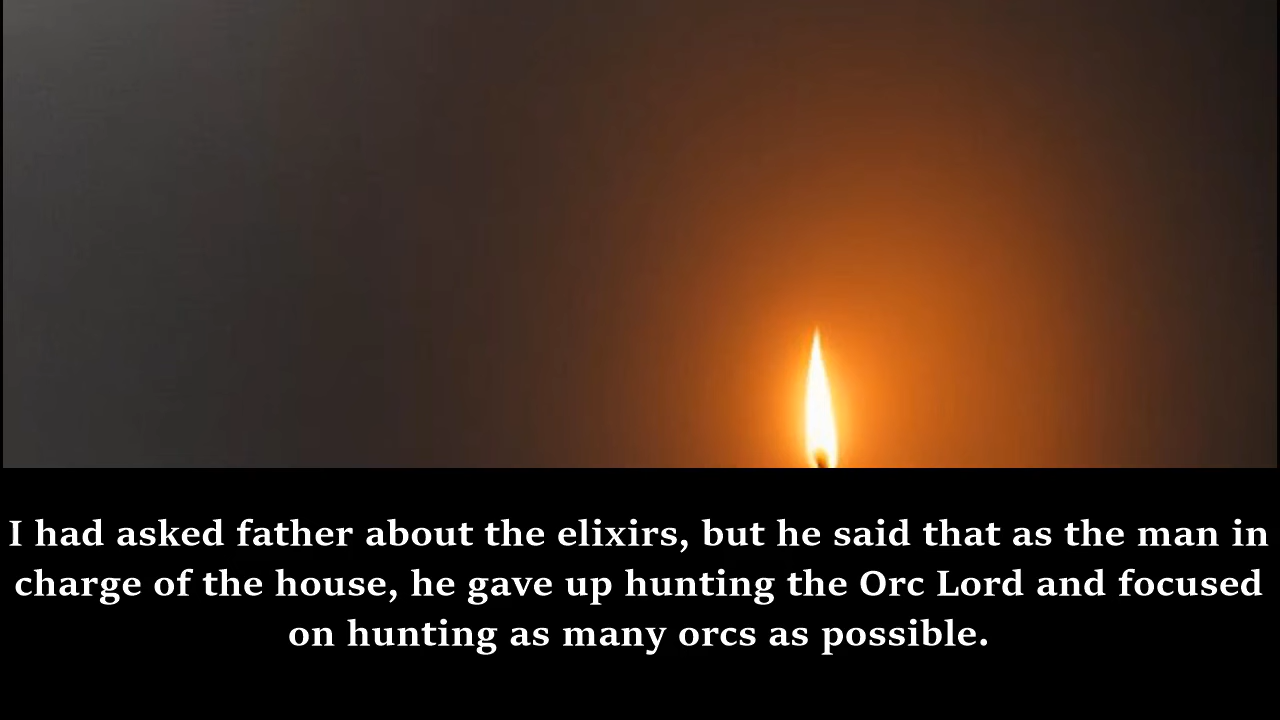 I had asked father about the elixirs, but he said that as the man in
charge of the house, he gave up hunting the Orc Lord and focused
on hunting as many orcs as possible.